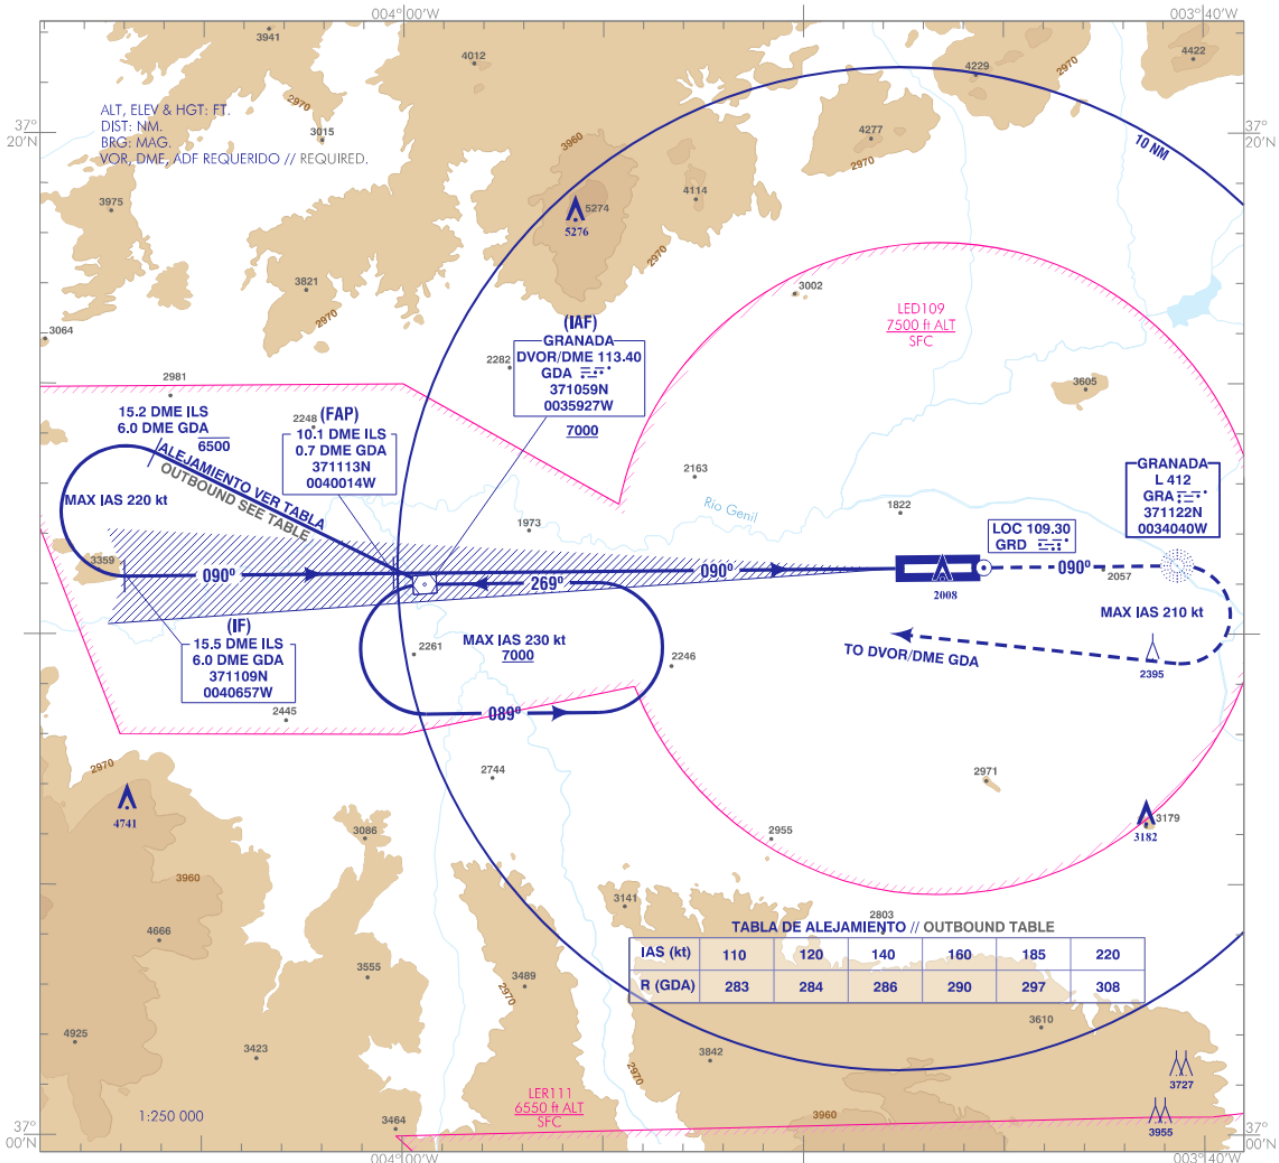 004°00'W
003°40'W
3941
4012
4229
2970
4422
ALT, ELEV & HGT: FT.
DIST: NM.
BRG: MAG.
VOR, DME, ADF REQUERIDO // REQUIRED.
2970
3015
37°
20'N
3960
4277
2970
10 NM
37°
20'N
3975
5274
5276
4114
2970
3821
2970
3002
3064
LED109
7500 ft ALT
SFC
(IAF)
GRANADA
DVOR/DME 113.40
GDA
371059N
0035927W
7000
2282
2981
3605
15.2 DME ILS
6.0 DME GDA
6500
2248
(FAP)
10.1 DME ILS
0.7 DME GDA
371113N
0040014W
ALEJAMIENTO VER TABLA
OUTBOUND SEE TABLE
MAX IAS 220 kt
2163
Rio Genil
1822
1973
GRANADA
L 412
GRA
371122N
0034040W
LOC 109.30
GRD
3359
090º
090º
269º
090º
2057
2008
MAX IAS 210 kt
(IF)
15.5 DME ILS
6.0 DME GDA
371109N
0040657W
2261
MAX IAS 230 kt
7000
2246
TO DVOR/DME GDA
2395
2445
089º
2970
2744
2971
4741
3086
2955
3179
3182
3960
3141
2803
4666
3555
3489
2970
TABLA DE ALEJAMIENTO // OUTBOUND TABLE
IAS (kt) 110 120 140 160 185 220
R (GDA) 283 284 286 290 297 308
4925
3423
3610
3842
2970
3727
1:250 000
LER111
6550 ft ALT
SFC
3464
3960
3955
37°
00'N
37°
00'N
004°00'W
003°40'W